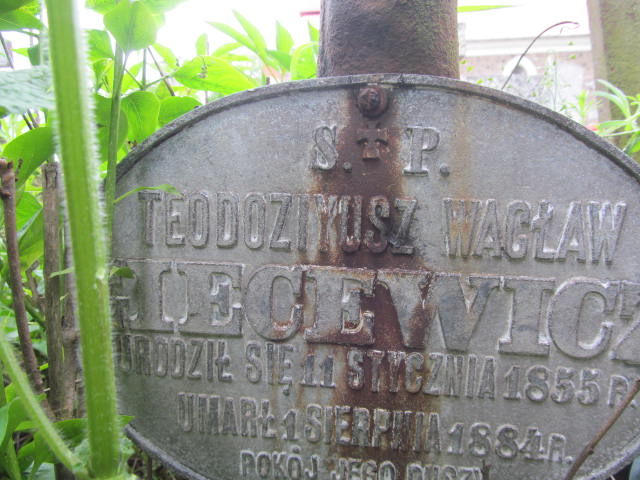 S. † P.
TEODOZIYUSZ WACŁAW
URODZIŁ SIĘ 11 STYCZNIA 1855 R.
UMARŁ 1 SIERPNIA 1884 R.
POKÓJ JEGO DUSZY